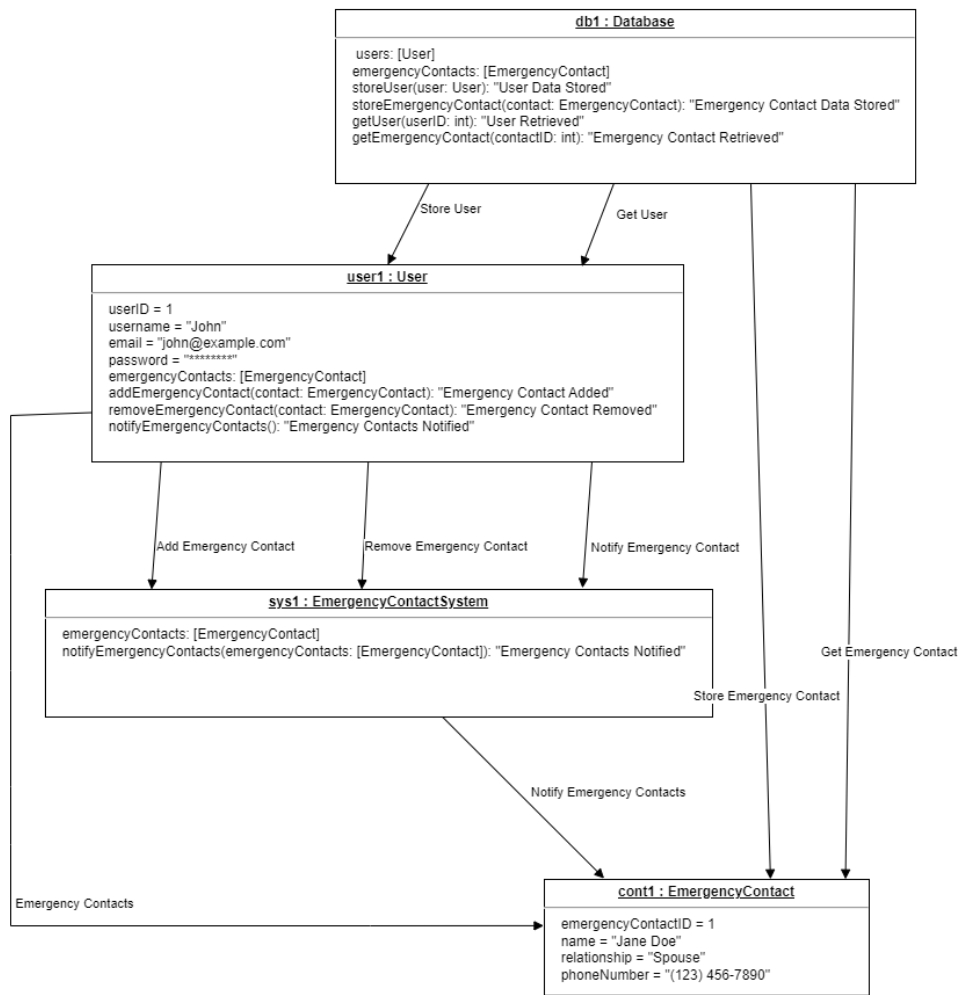 db1 : Database
users: [User]
emergencyContacts: [EmergencyContact]
storeUser(user: User): "User Data Stored"
storeEmergencyContact(contact: EmergencyContact): "Emergency Contact Data Stored"
getUser(userID: int): "User Retrieved"
getEmergencyContact(contactID: int): "Emergency Contact Retrieved"
Store User
Get User
user1 : User
userID = 1
username = "John"
email = "john@example.com"
password = "********"
emergencyContacts: [EmergencyContact]
addEmergencyContact(contact: EmergencyContact): "Emergency Contact Added"
removeEmergencyContact(contact: EmergencyContact): "Emergency Contact Removed"
notifyEmergencyContacts(): "Emergency Contacts Notified"
Add Emergency Contact
Remove Emergency Contact
Notify Emergency Contact
sys1 : EmergencyContactSystem
emergencyContacts: [EmergencyContact]
notifyEmergencyContacts(emergencyContacts: [EmergencyContact]): "Emergency Contacts Notified"
Get Emergency Contact
Store Emergency Contact
Notify Emergency Contacts
Emergency Contacts
cont1 : EmergencyContact
emergencyContactID = 1
name = "Jane Doe"
relationship = "Spouse"
phoneNumber = "(123) 456-7890"